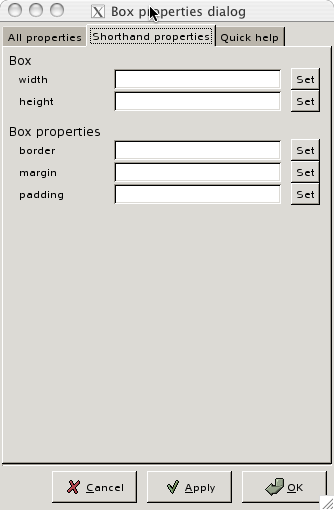 Box properties dialog
All properties Shorthand properties Quick help
Box
width Set
height Set
Box properties
border Set
margin Set
padding Set
Cancel Apply OK